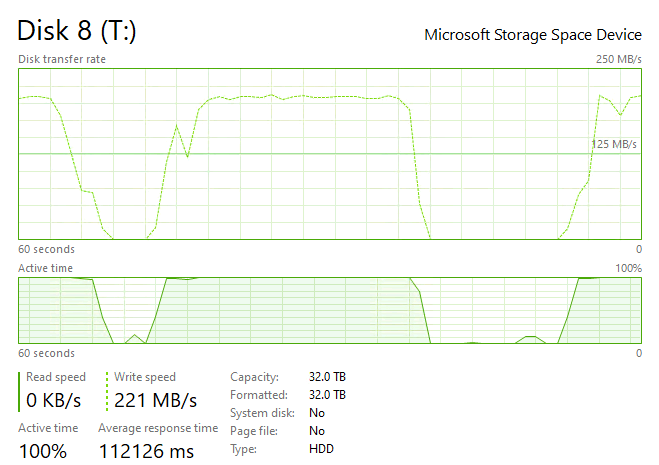 Disk 8 (T:)
Microsoft Storage Space Device
Disk transfer rate
250 MB/s
125 MB/s
60 seconds
0
Active time
100%
60 seconds
0
Read speed
0 KB/s
Write speed
221 MB/s
Active time
100%
Average response time
112126 ms
Capacity: 32.0 TB
Formatted: 32.0 TB
System disk: No
Page file: No
Type: HDD